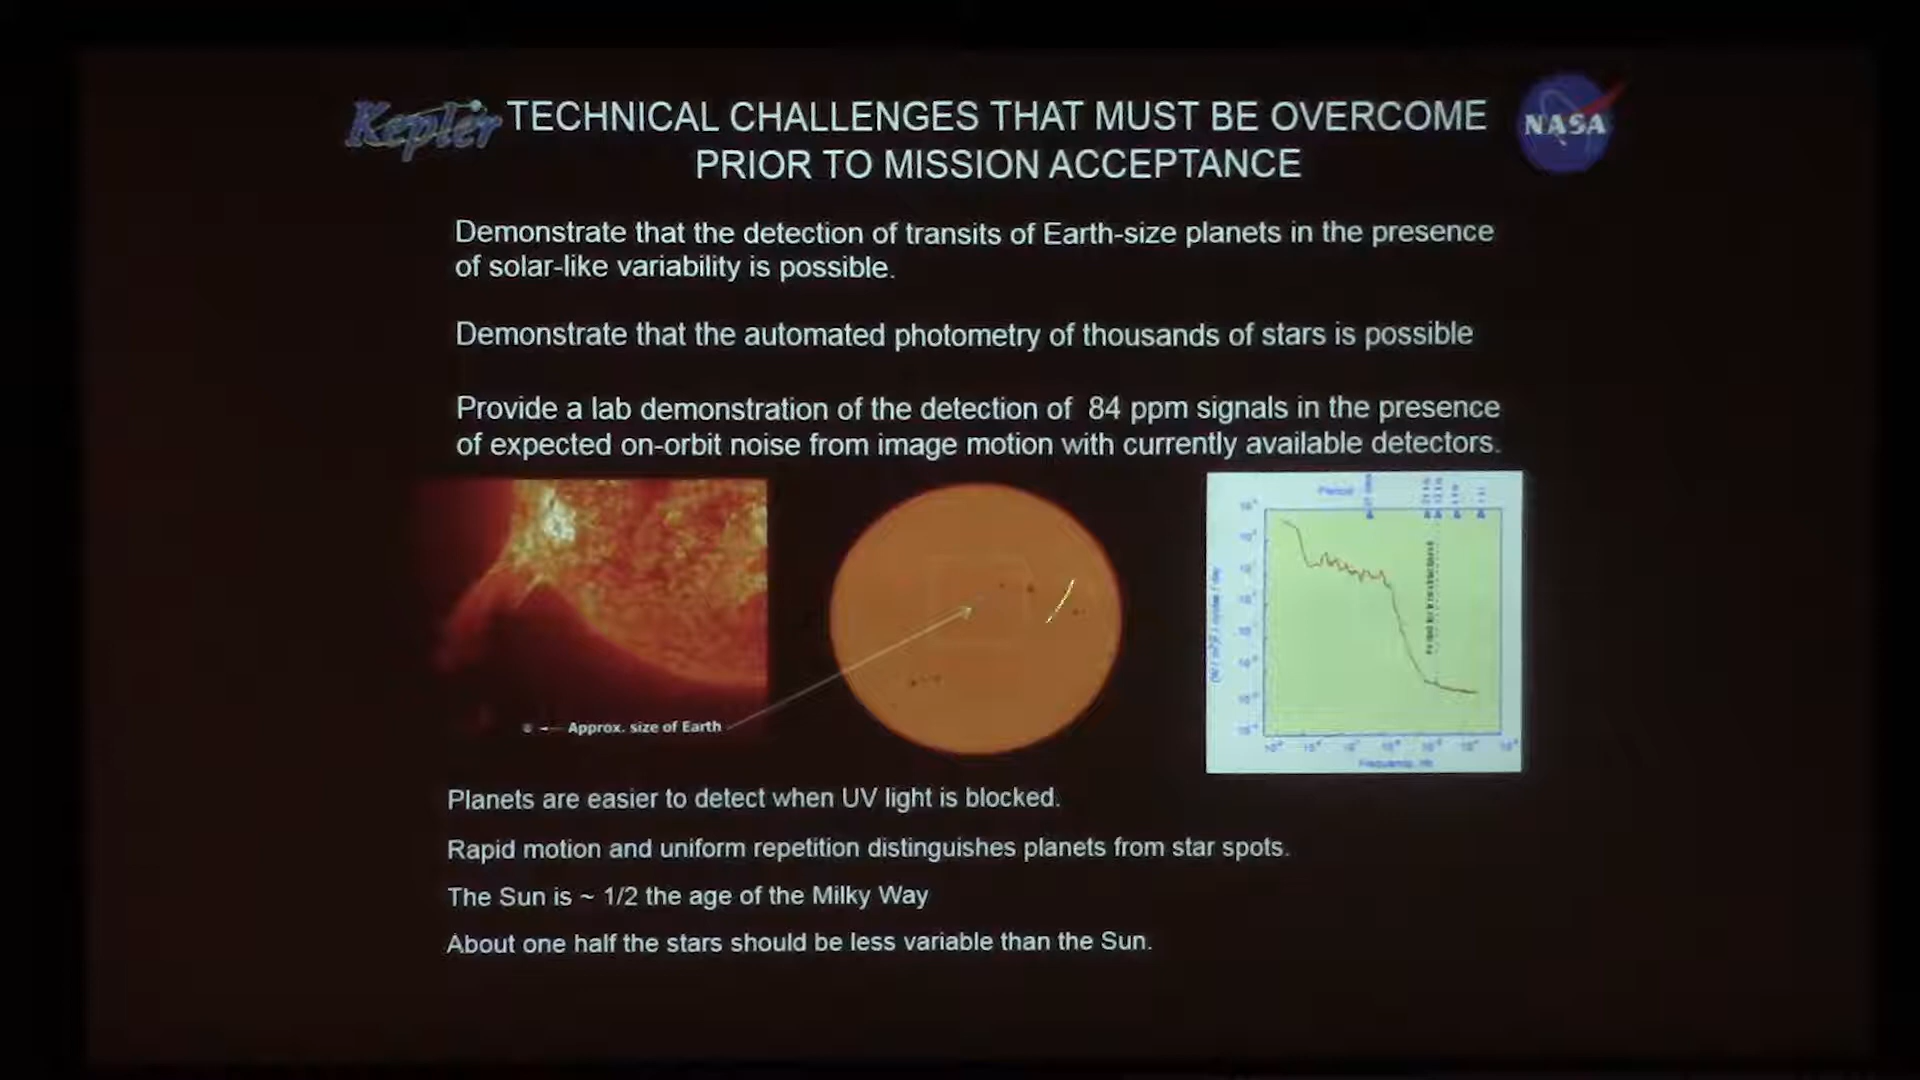 Kepler TECHNICAL CHALLENGES THAT MUST BE OVERCOME
PRIOR TO MISSION ACCEPTANCE
NASA
Demonstrate that the detection of transits of Earth-size planets in the presence
of solar-like variability is possible.
Demonstrate that the automated photometry of thousands of stars is possible
Provide a lab demonstration of the detection of 84 ppm signals in the presence
of expected on-orbit noise from image motion with currently available detectors.
Period
Approx. size of Earth
Frequency, Hz
Planets are easier to detect when UV light is blocked.
Rapid motion and uniform repetition distinguishes planets from star spots.
The Sun is ~ 1/2 the age of the Milky Way
About one half the stars should be less variable than the Sun.